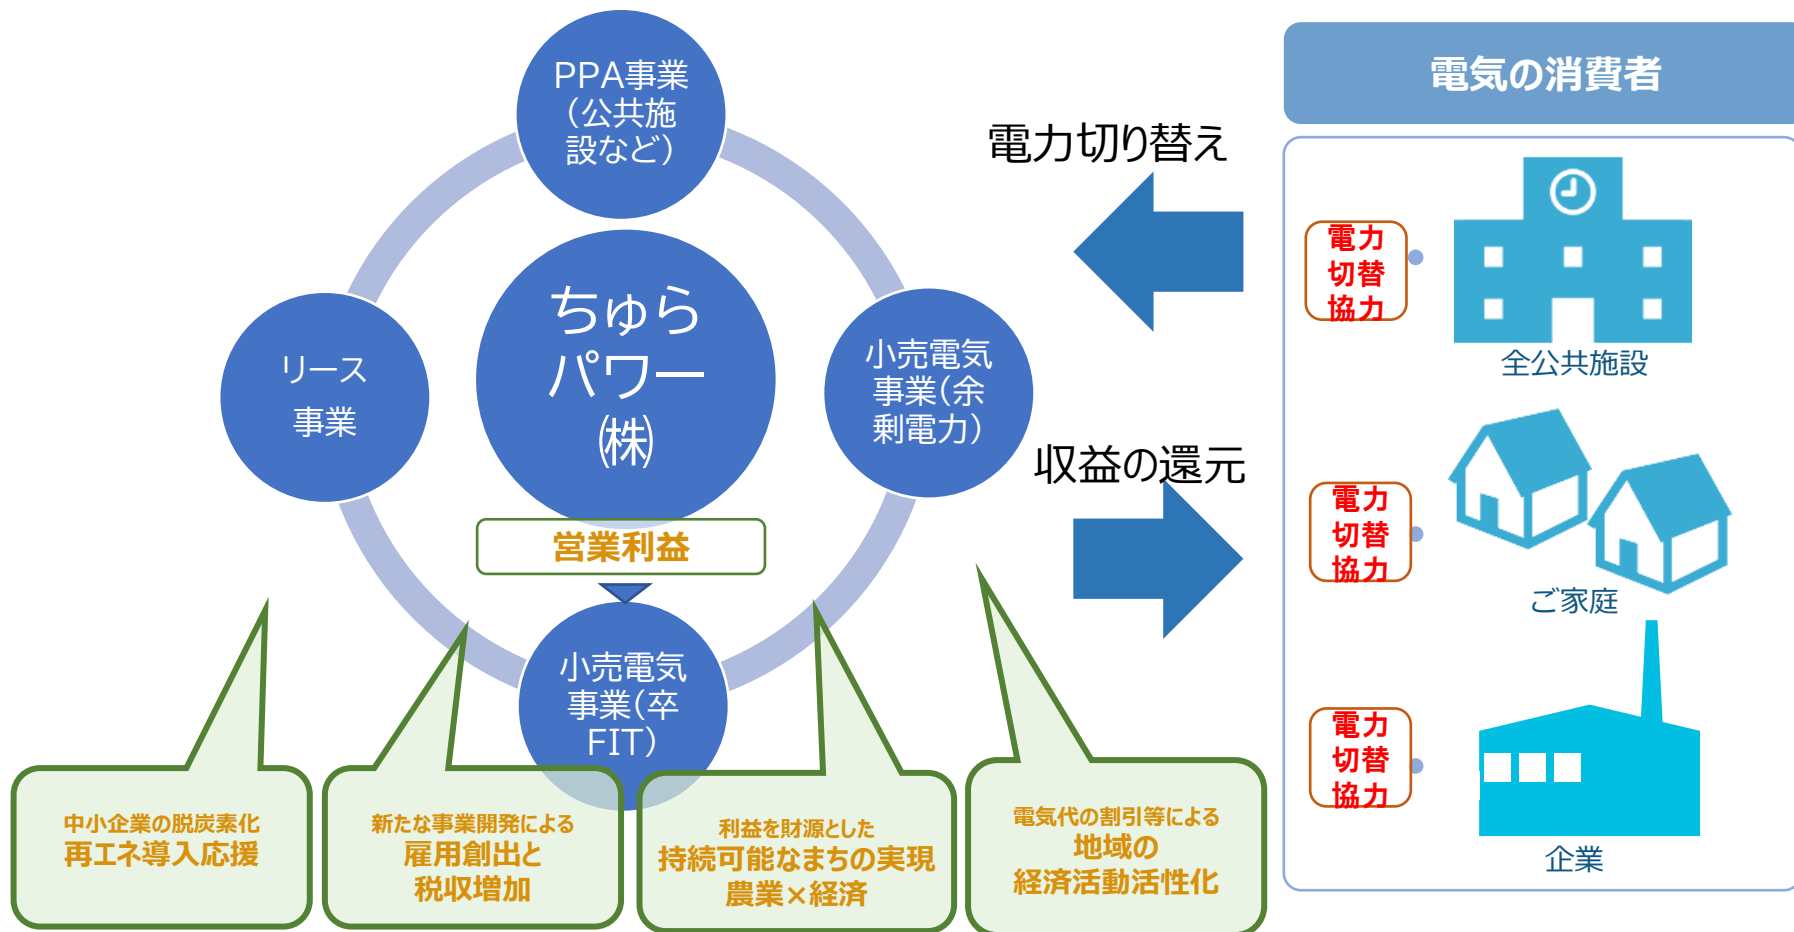 PPA事業
（公共施
設など）
ちゅら
パワー
㈱
リース
事業
小売電気
事業（余
剰電力）
営業利益
小売電気
事業（卒
FIT）
中小企業の脱炭素化
再エネ導入応援
新たな事業開発による
雇用創出と
税収増加
利益を財源とした
持続可能なまちの実現
農業×経済
電気代の割引等による
地域の
経済活動活性化
電力切り替え
収益の還元
電気の消費者
電力
切替
協力
全公共施設
電力
切替
協力
ご家庭
電力
切替
協力
企業